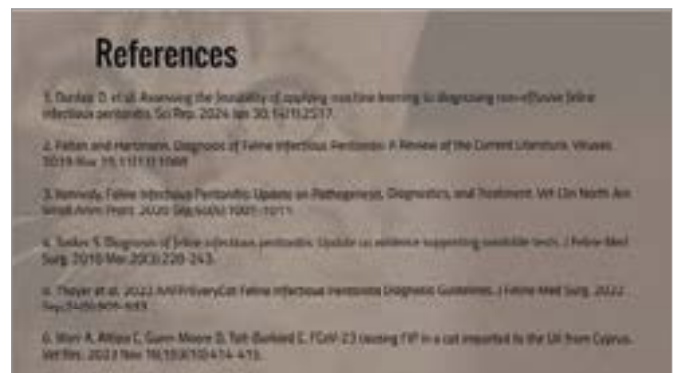 References
1. Dunlap D, et al. Assessing the feasibility of applying machine learning to diagnosing non-effusive feline
infectious peritonitis. Sci Rep. 2024 Jan 30;14(1):2517.
2. Felten and Hartmann. Diagnosis of Feline Infectious Peritonitis: A Review of the Current Literature. Viruses.
2019 Nov 15;11(11):1068
3. Kennedy. Feline Infectious Peritonitis: Update on Pathogenesis, Diagnostics, and Treatment. Vet Clin North Am
Small Anim Pract. 2020 Sep;50(5):1001-1011.
4. Tasker S. Diagnosis of feline infectious peritonitis: Update on evidence supporting available tests. J Feline Med
Surg. 2018 Mar;20(3):228-243.
Thayer et al. 2022 AAFP/EveryCat Feline Infectious Peritonitis Diagnosis Guidelines. J Feline Med Surg. 2022
Sep;24(9):905-933.
6. Warr A, Attipa C, Gunn-Moore D, Tait-Burkard C. FCoV-23 causing FIP in a cat imported to the UK from Cyprus.
Vet Rec. 2023 Nov 18;193(10):414-415.